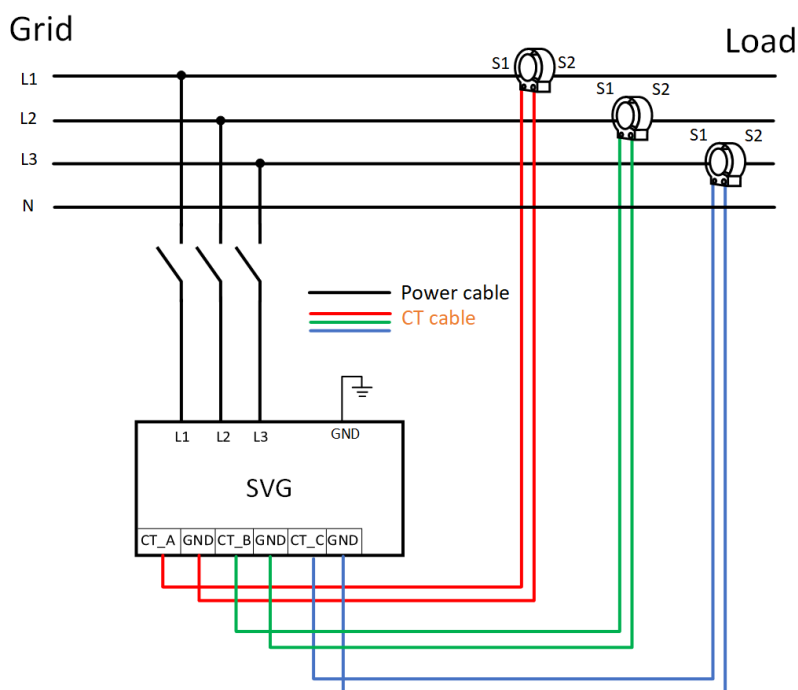 Grid
Load
S1 S2
L1
S1 S2
L2
S1 S2
L3
N
Power cable
CT cable
L1 L2 L3 GND
SVG
CT_A GND CT_B GND CT_C GND